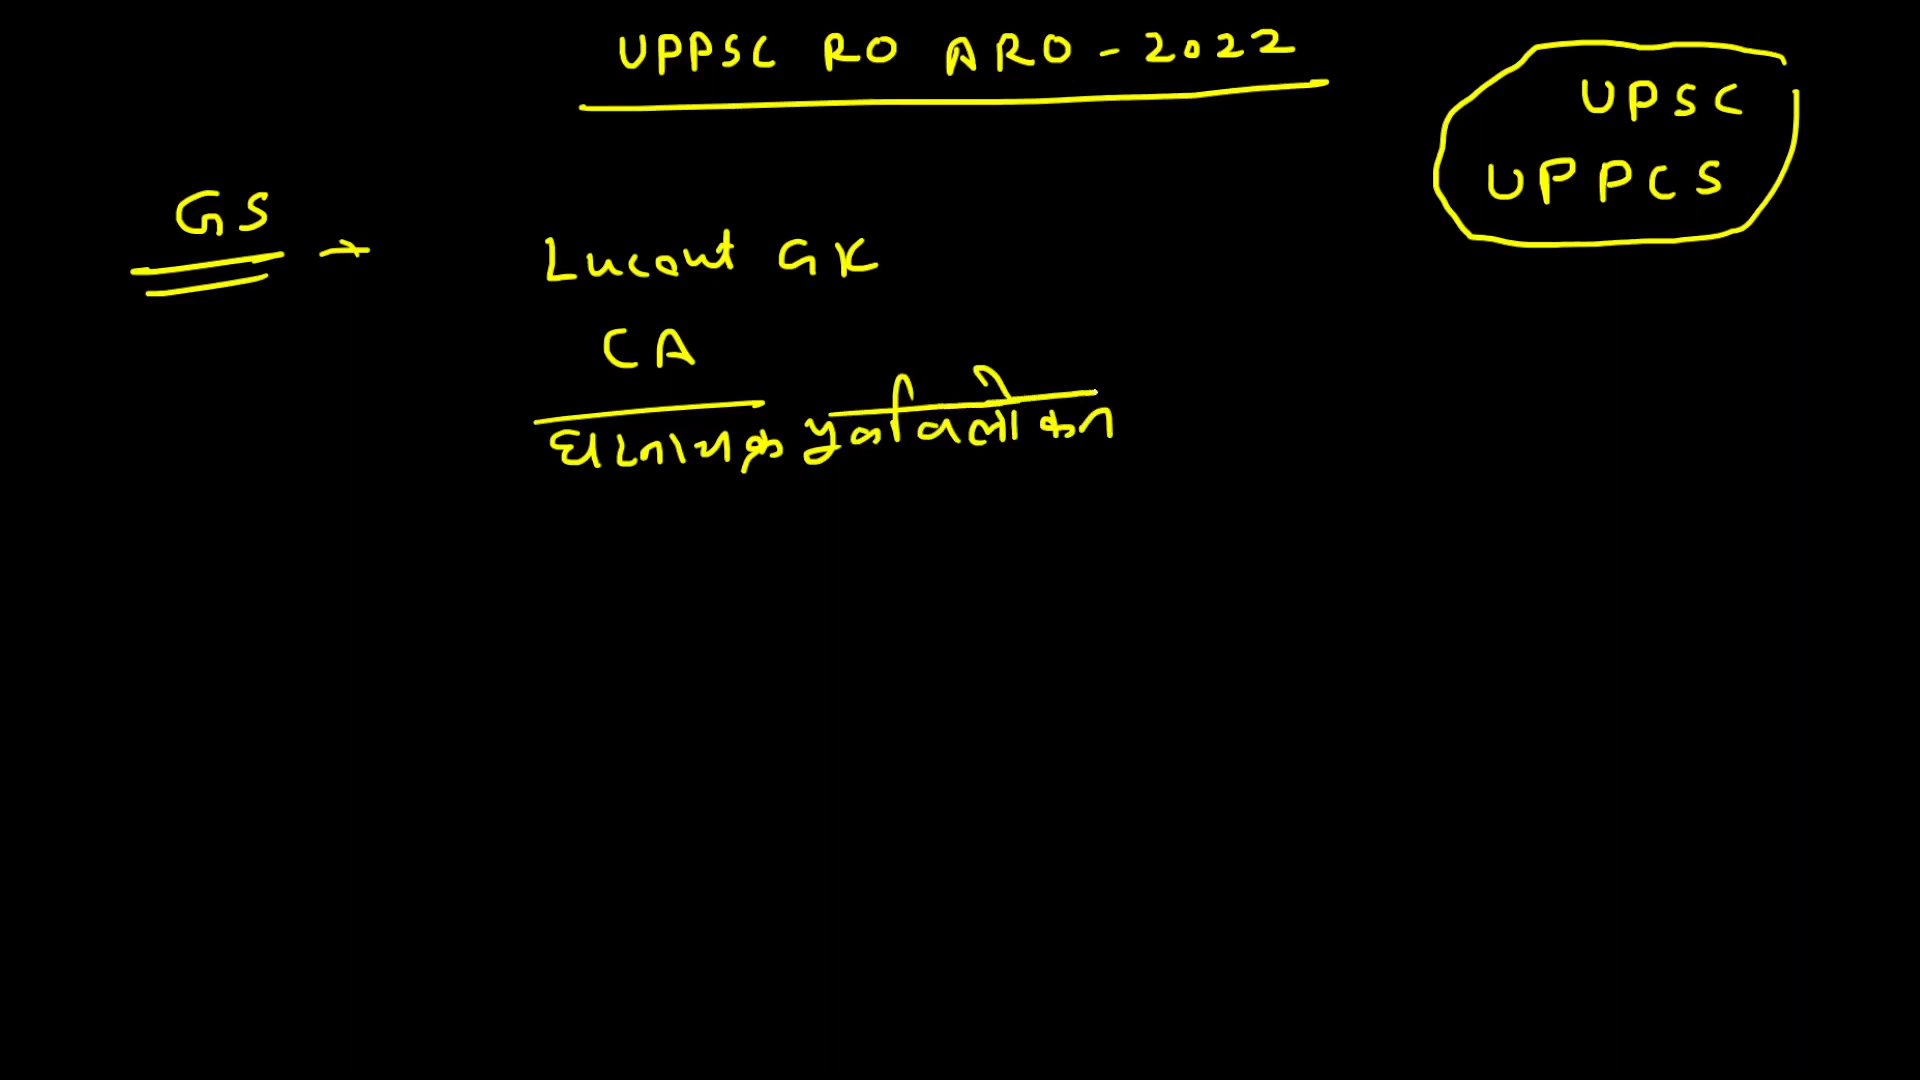 UPPSC RO ARO - 2022
UPSC
UPPCS
GS →
Lucent GK
CA
घटनाचक्र पूर्वावलोकन